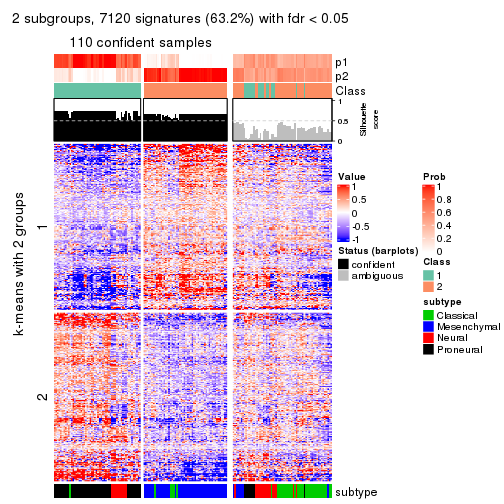 2 subgroups, 7120 signatures (63.2%) with fdr < 0.05
110 confident samples
p1
p2
Class
1
0.5
0
Silhouette
score
k-means with 2 groups
1
2
Value
1
0.5
0
-0.5
-1
Status (barplots)
confident
ambiguous
Prob
1
0.8
0.6
0.4
0.2
0
Class
1
2
subtype
Classical
Mesenchymal
Neural
Proneural
subtype